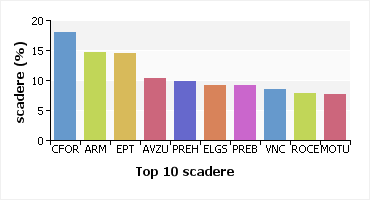 scadere (%)
20
15
10
5
0
CFOR ARM EPT AVZU PREH ELGS PREB VNC ROCE MOTU
Top 10 scadere